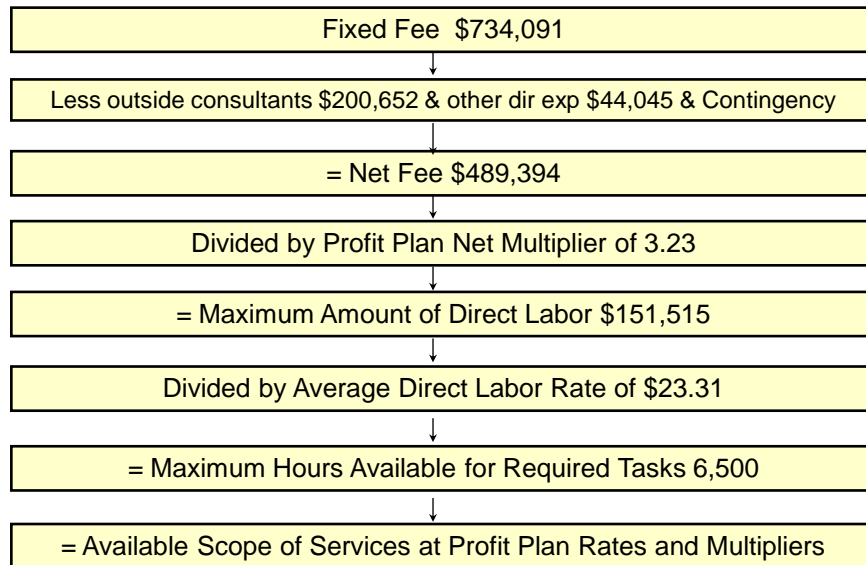 Fixed Fee $734,091
Less outside consultants $200,652 & other dir exp $44,045 & Contingency
= Net Fee $489,394
Divided by Profit Plan Net Multiplier of 3.23
= Maximum Amount of Direct Labor $151,515
Divided by Average Direct Labor Rate of $23.31
= Maximum Hours Available for Required Tasks 6,500
= Available Scope of Services at Profit Plan Rates and Multipliers